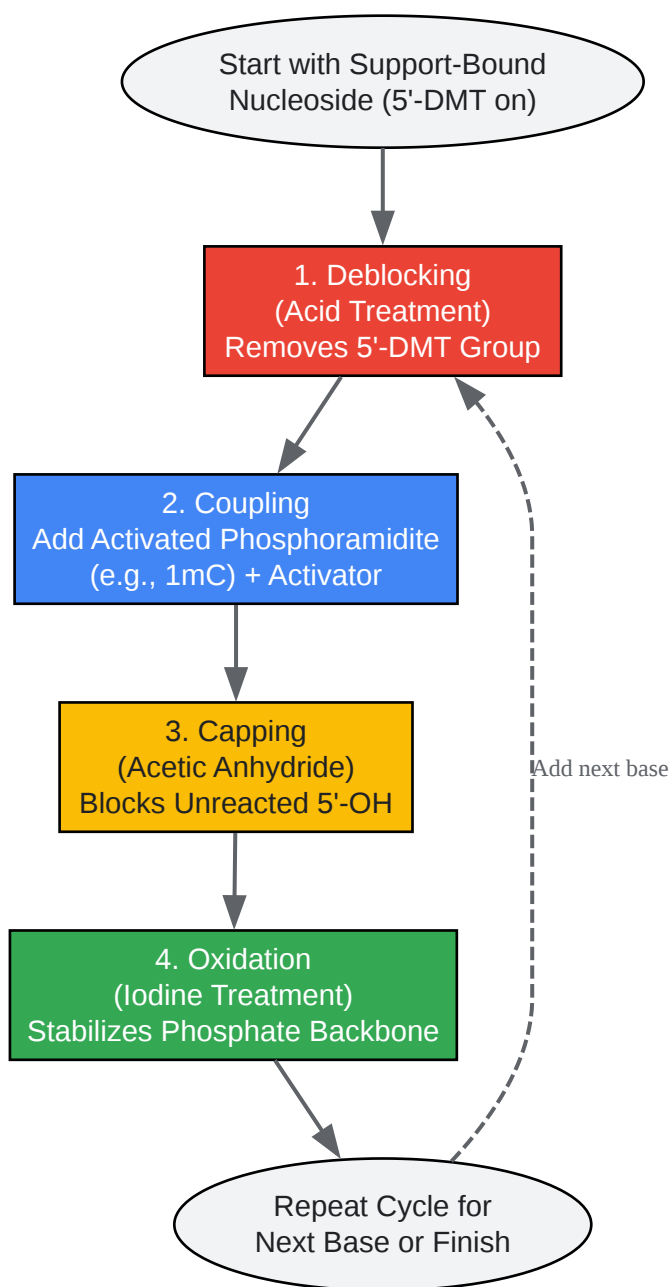 Start with Support-Bound
Nucleoside (5'-DMT on)
1. Deblocking
(Acid Treatment)
Removes 5'-DMT Group
2. Coupling
Add Activated Phosphoramidite
(e.g., 1mC) + Activator
3. Capping
(Acetic Anhydride)
Blocks Unreacted 5'-OH
Add next base
4. Oxidation
(Iodine Treatment)
Stabilizes Phosphate Backbone
Repeat Cycle for
Next Base or Finish